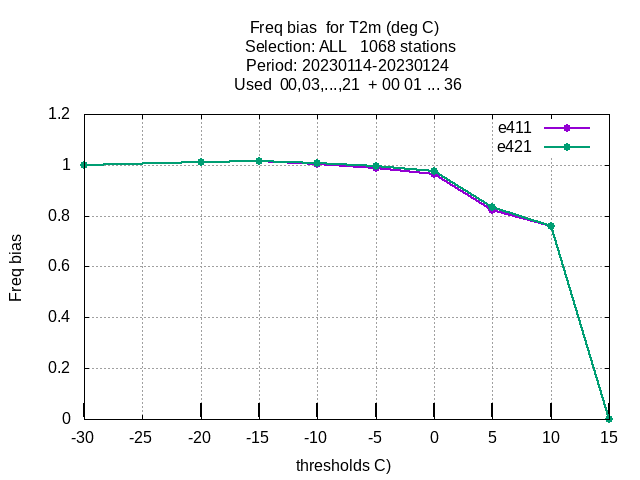 Freq bias  for T2m (deg C)
Selection: ALL   1068 stations
Period: 20230114-20230124
Used  00,03,...,21  + 00 01 ... 36
e411
e421
1.2
1
0.8
0.6
0.4
0.2
0
Freq bias
-30 -25 -20 -15 -10 -5 0 5 10 15
thresholds C)